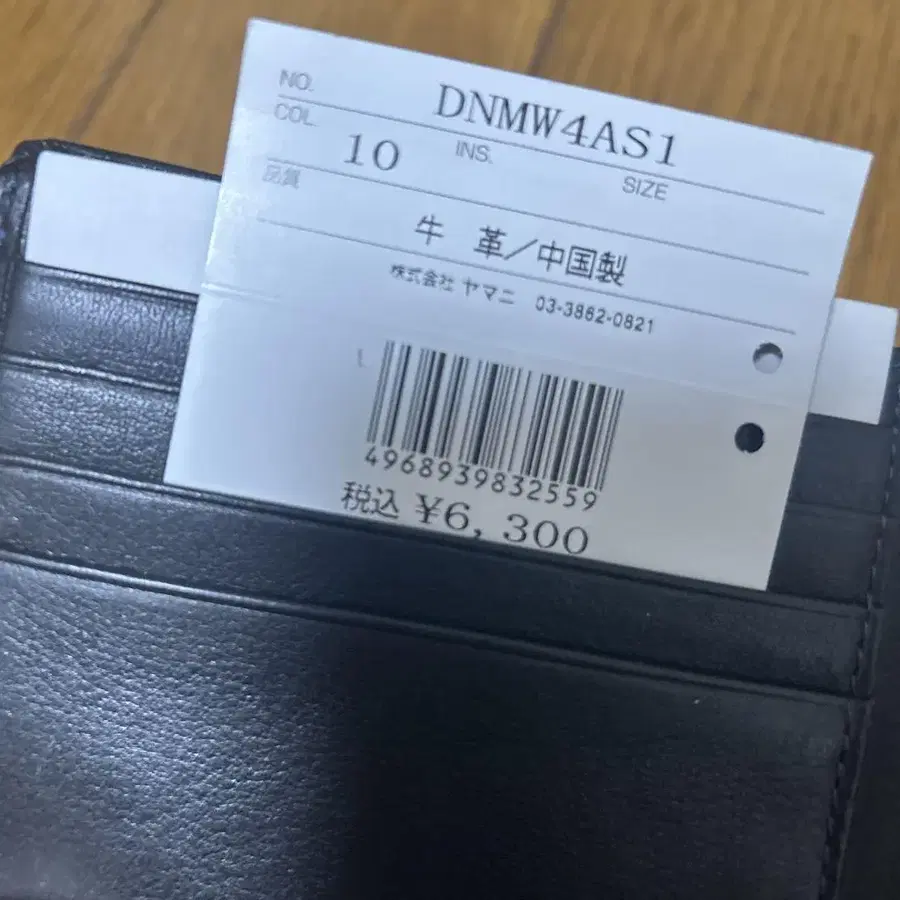 NO. DNMW4AS1
COL. 10 INS. SIZE
品質
牛 革／中国製
株式会社 ヤマニ 03-3862-0821
4968939832559
税込 ¥6, 300